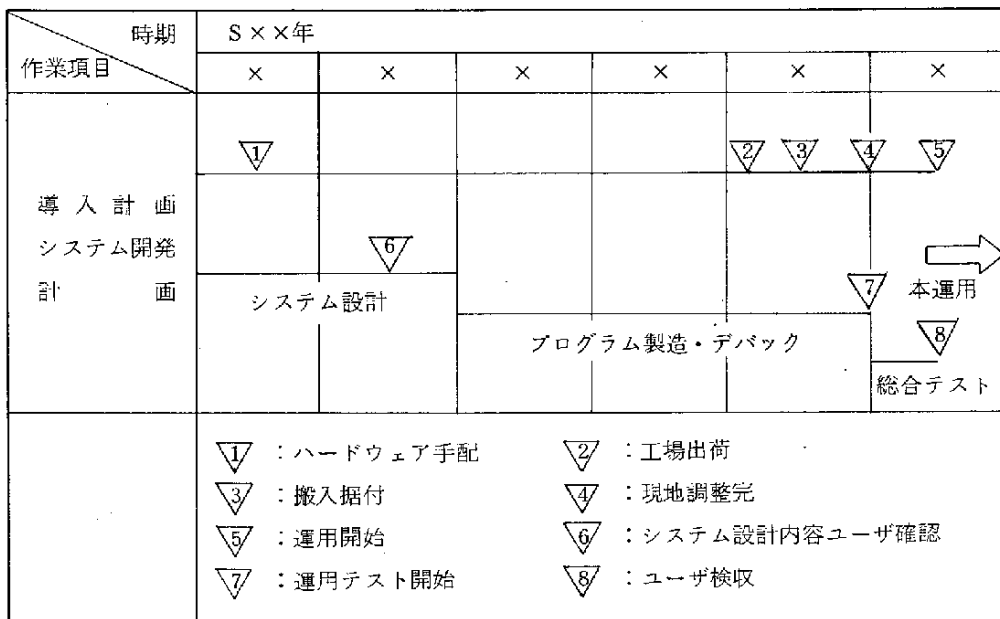 時期 S××年
作業項目 × × × × × ×
1 2 3 4 5
導入計画
システム開発
計画
6
システム設計
7 本運用
プログラム製造・デバック 8
総合テスト
1 :ハードウェア手配 2 :工場出荷
3 :搬入据付 4 :現地調整完
5 :運用開始 6 :システム設計内容ユーザ確認
7 :運用テスト開始 8 :ユーザ検収